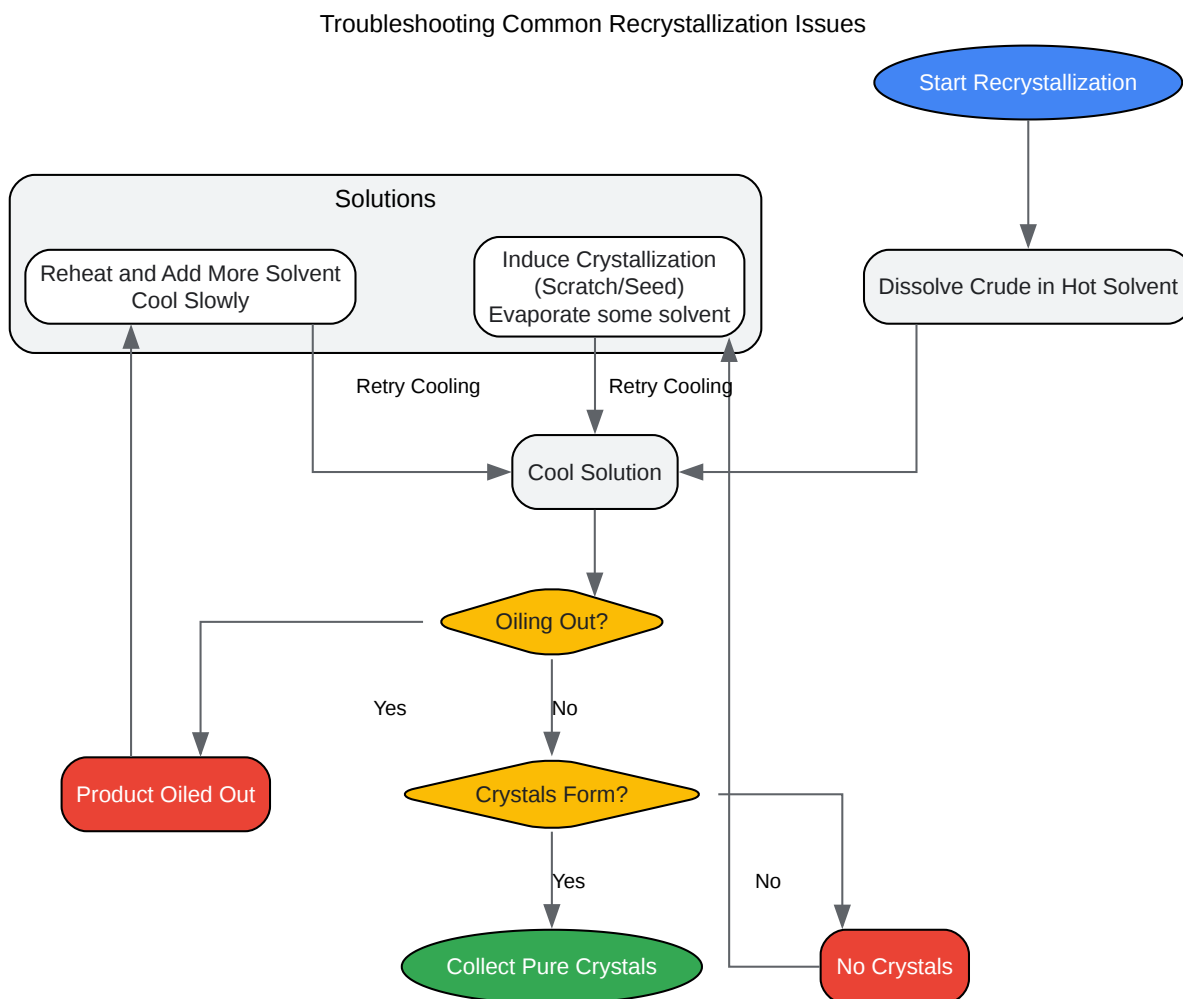 Troubleshooting Common Recrystallization Issues
Start Recrystallization
Solutions
Reheat and Add More Solvent
Cool Slowly
Induce Crystallization
(Scratch/Seed)
Evaporate some solvent
Dissolve Crude in Hot Solvent
Retry Cooling
Retry Cooling
Cool Solution
Oiling Out?
Yes
No
Product Oiled Out
Crystals Form?
Yes
No
Collect Pure Crystals
No Crystals